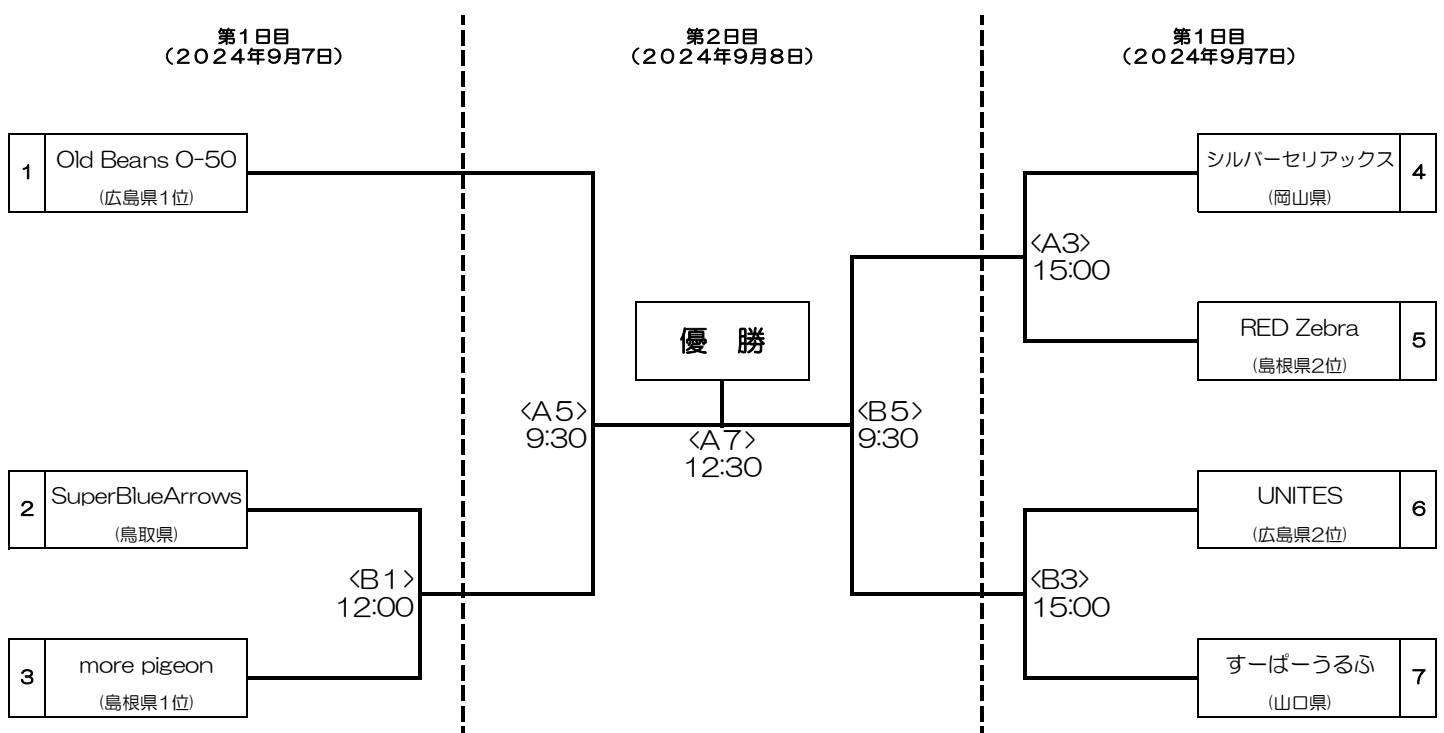 第1日目
(2024年9月7日)
第2日目
(2024年9月8日)
第1日目
(2024年9月7日)
1
Old Beans O-50
(広島県1位)
2
SuperBlueArrows
(鳥取県)
<B1>
12:00
3
more pigeon
(島根県1位)
<A5>
9:30
優 勝
<A7>
12:30
<B5>
9:30
シルバーセリアックス
(岡山県)
4
<A3>
15:00
RED Zebra
(島根県2位)
5
UNITES
(広島県2位)
6
<B3>
15:00
すーぱーうるふ
(山口県)
7